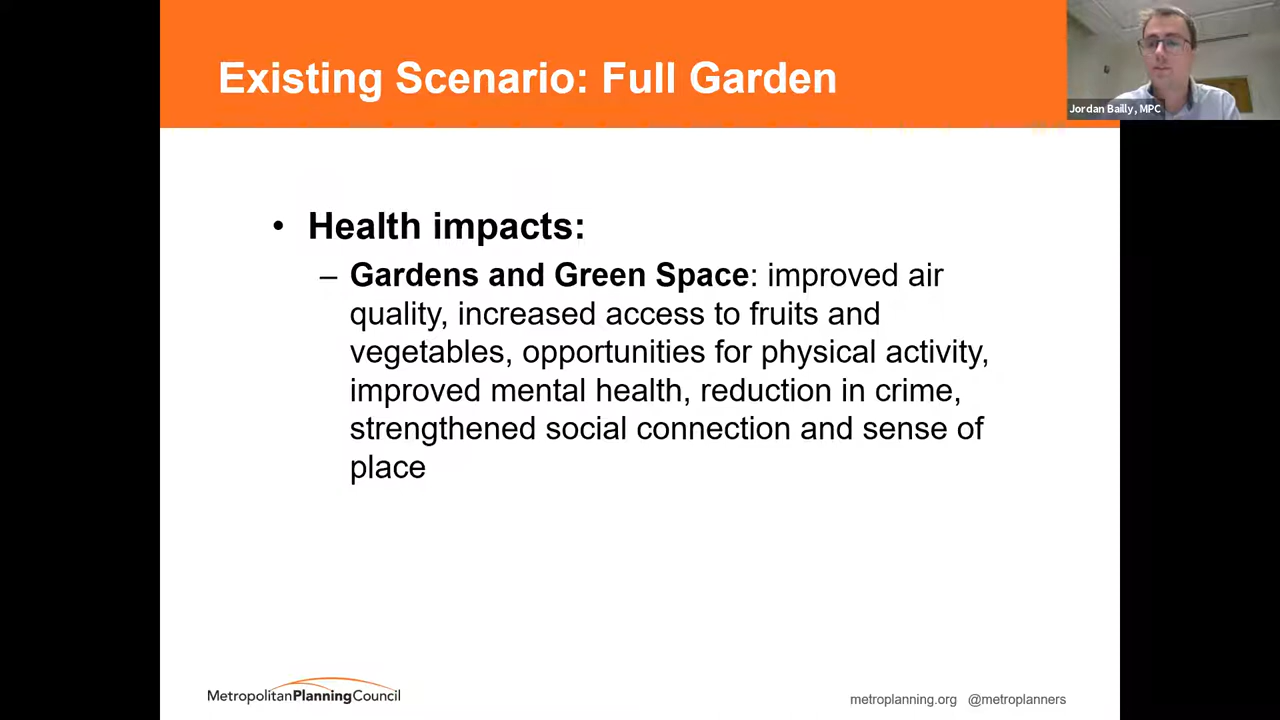 Existing Scenario: Full Garden
Jordan Bailly, MPC
• Health impacts:
– Gardens and Green Space: improved air
quality, increased access to fruits and
vegetables, opportunities for physical activity,
improved mental health, reduction in crime,
strengthened social connection and sense of
place
MetropolitanPlanningCouncil
metroplanning.org @metroplanners